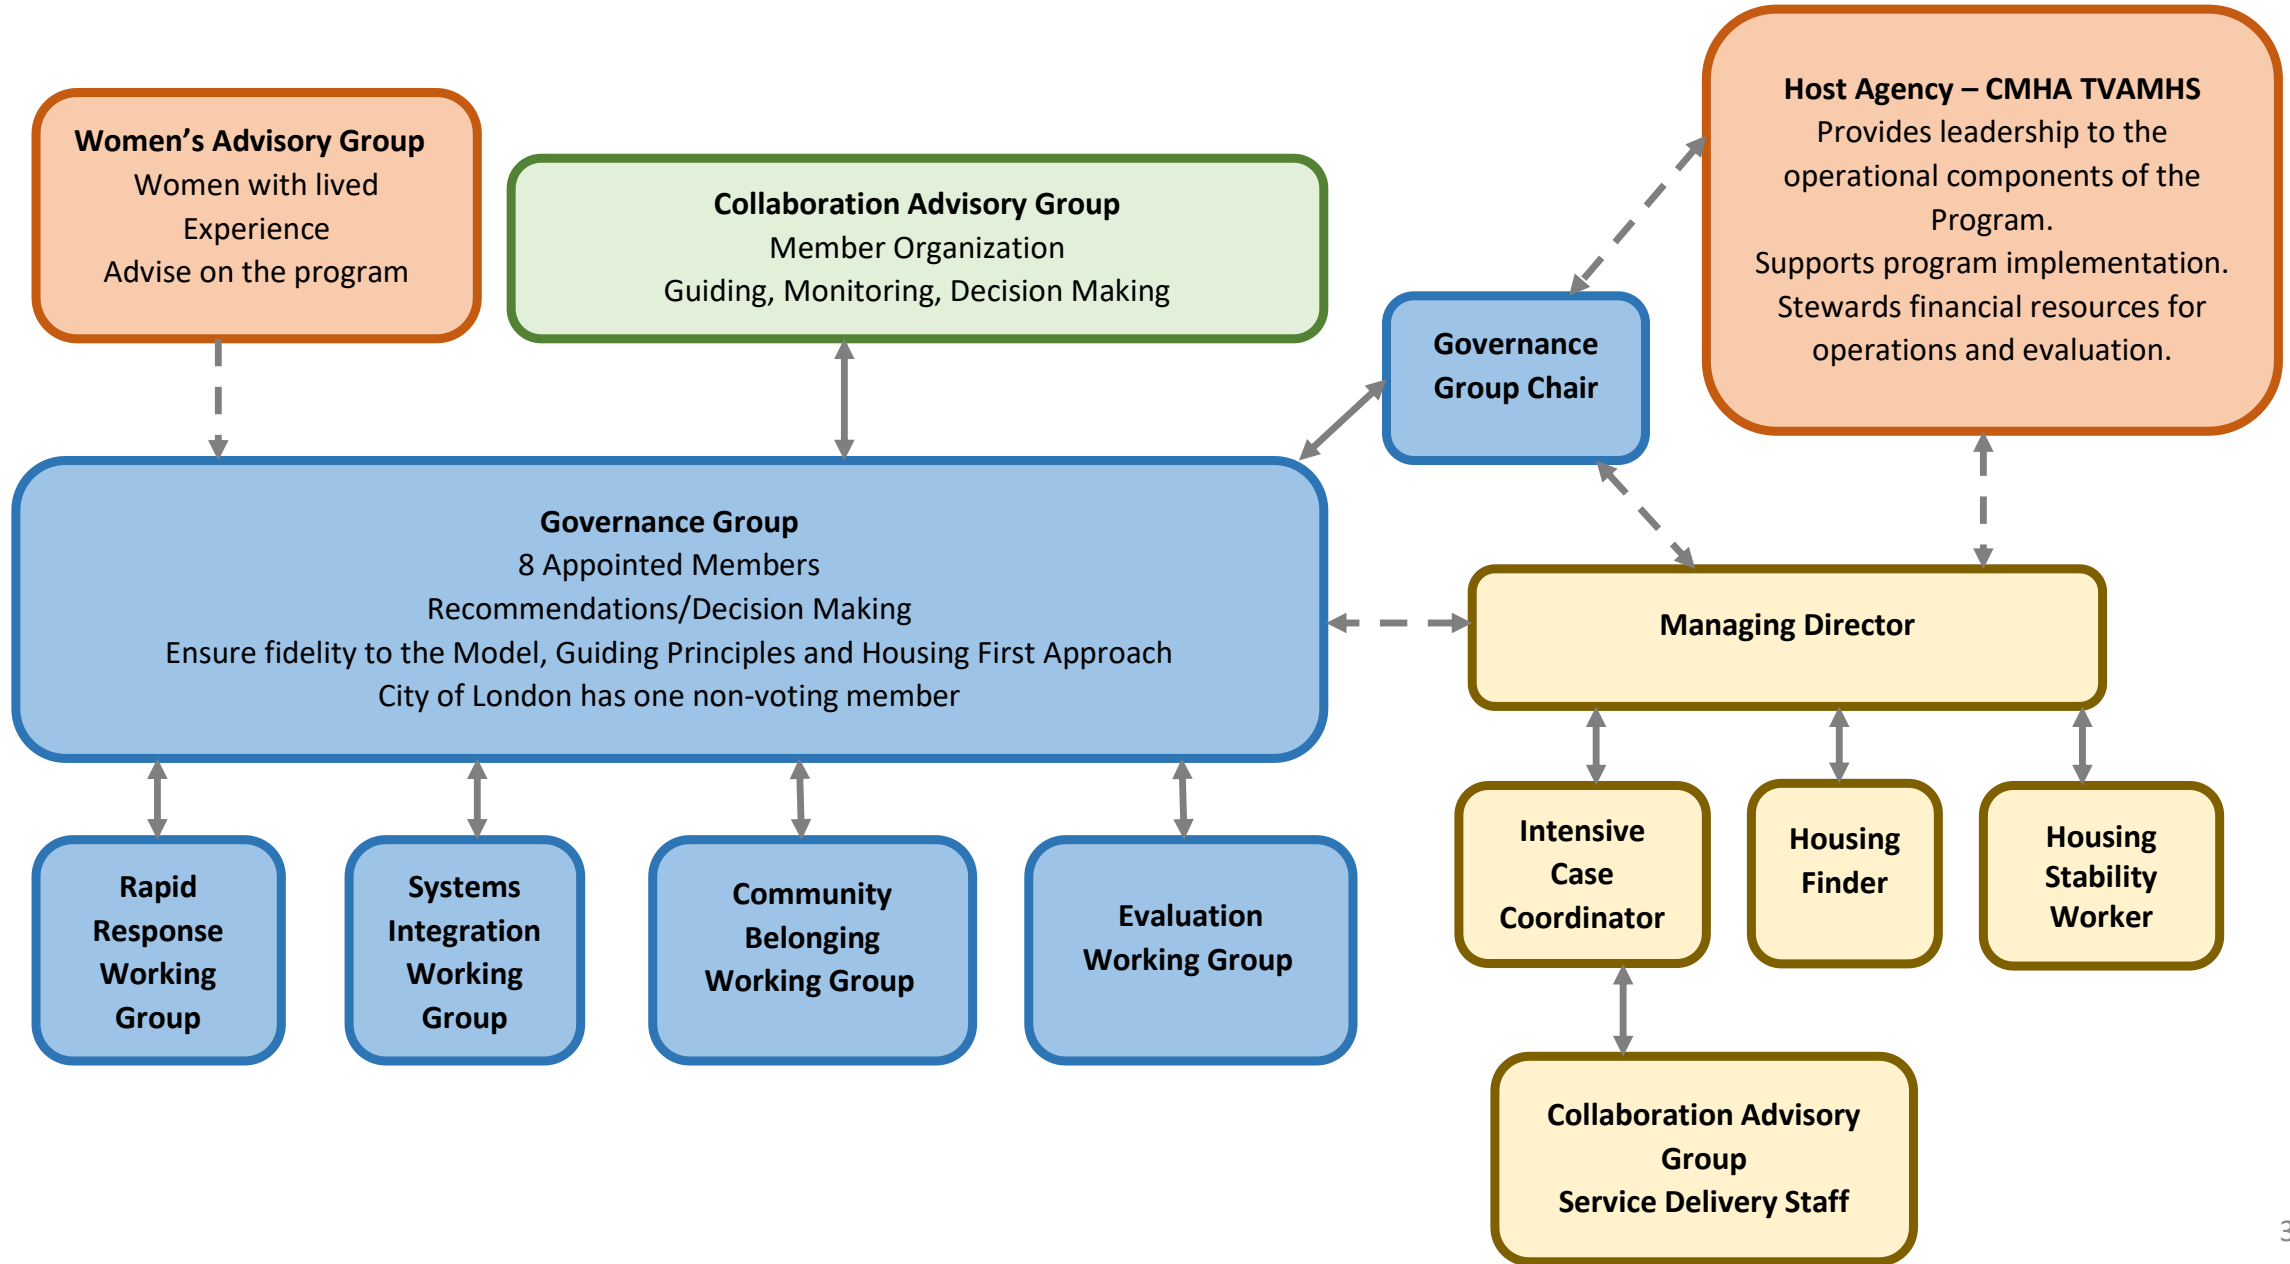 Women’s Advisory Group
Women with lived
Experience
Advise on the program
Collaboration Advisory Group
Member Organization
Guiding, Monitoring, Decision Making
Host Agency – CMHA TVAMHS
Provides leadership to the
operational components of the
Program.
Supports program implementation.
Stewards financial resources for
operations and evaluation.
Governance
Group Chair
Governance Group
8 Appointed Members
Recommendations/Decision Making
Ensure fidelity to the Model, Guiding Principles and Housing First Approach
City of London has one non-voting member
Managing Director
Rapid
Response
Working
Group
Systems
Integration
Working
Group
Community
Belonging
Working Group
Evaluation
Working Group
Intensive
Case
Coordinator
Housing
Finder
Housing
Stability
Worker
Collaboration Advisory
Group
Service Delivery Staff
3